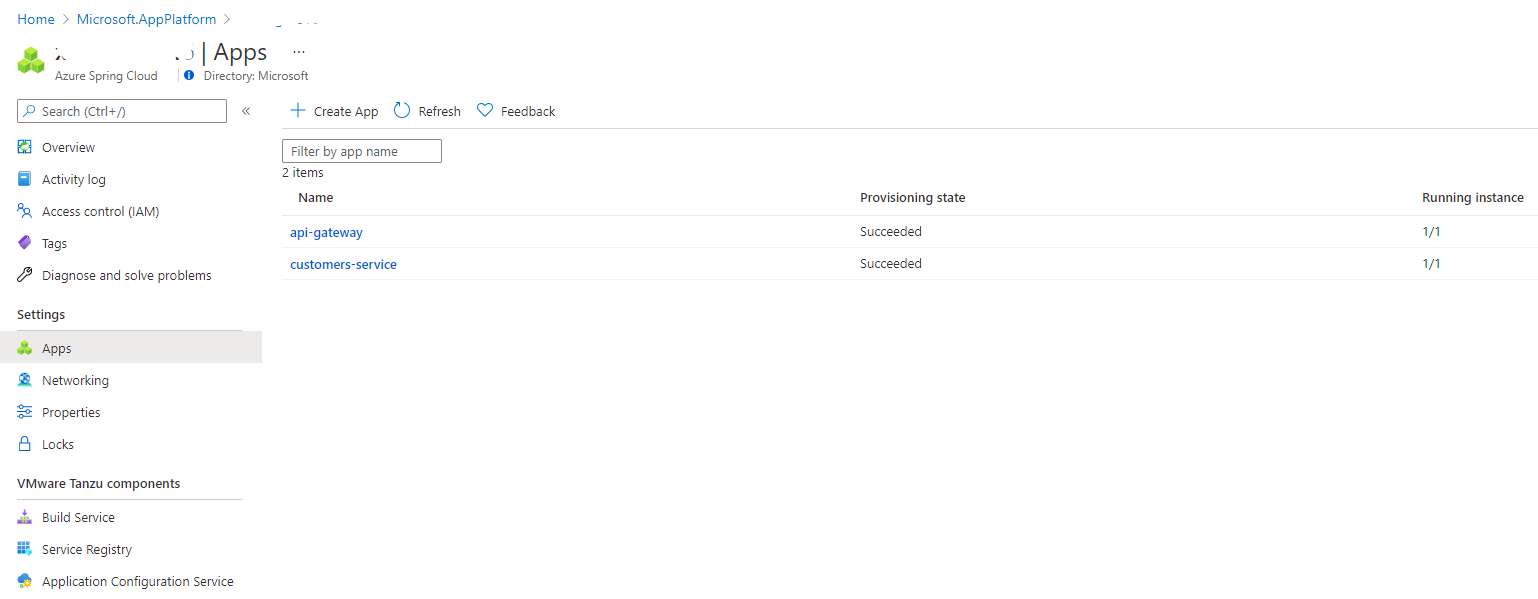 Home > Microsoft.AppPlatform >
| Apps ...
Azure Spring Cloud Directory: Microsoft
Search (Ctrl+/) «
Create App Refresh Feedback
Filter by app name
2 items
Name Provisioning state Running instance
api-gateway Succeeded 1/1
customers-service Succeeded 1/1
Overview
Activity log
Access control (IAM)
Tags
Diagnose and solve problems
Settings
Apps
Networking
Properties
Locks
VMware Tanzu components
Build Service
Service Registry
Application Configuration Service